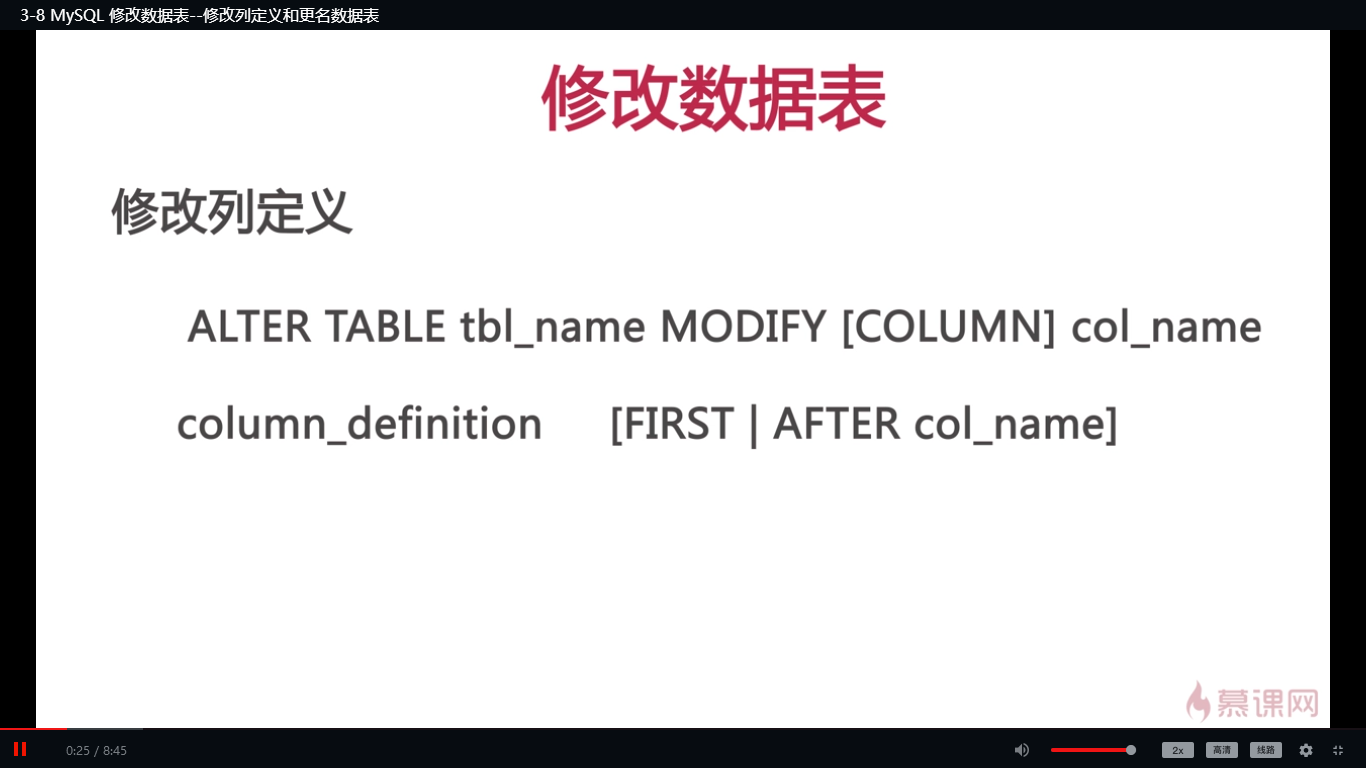 3-8 MySQL 修改数据表--修改列定义和更名数据表
修改数据表
修改列定义
ALTER TABLE tbl_name MODIFY [COLUMN] col_name
column_definition [FIRST | AFTER col_name]
慕课网
0:25 / 8:45
2x
高清
线路